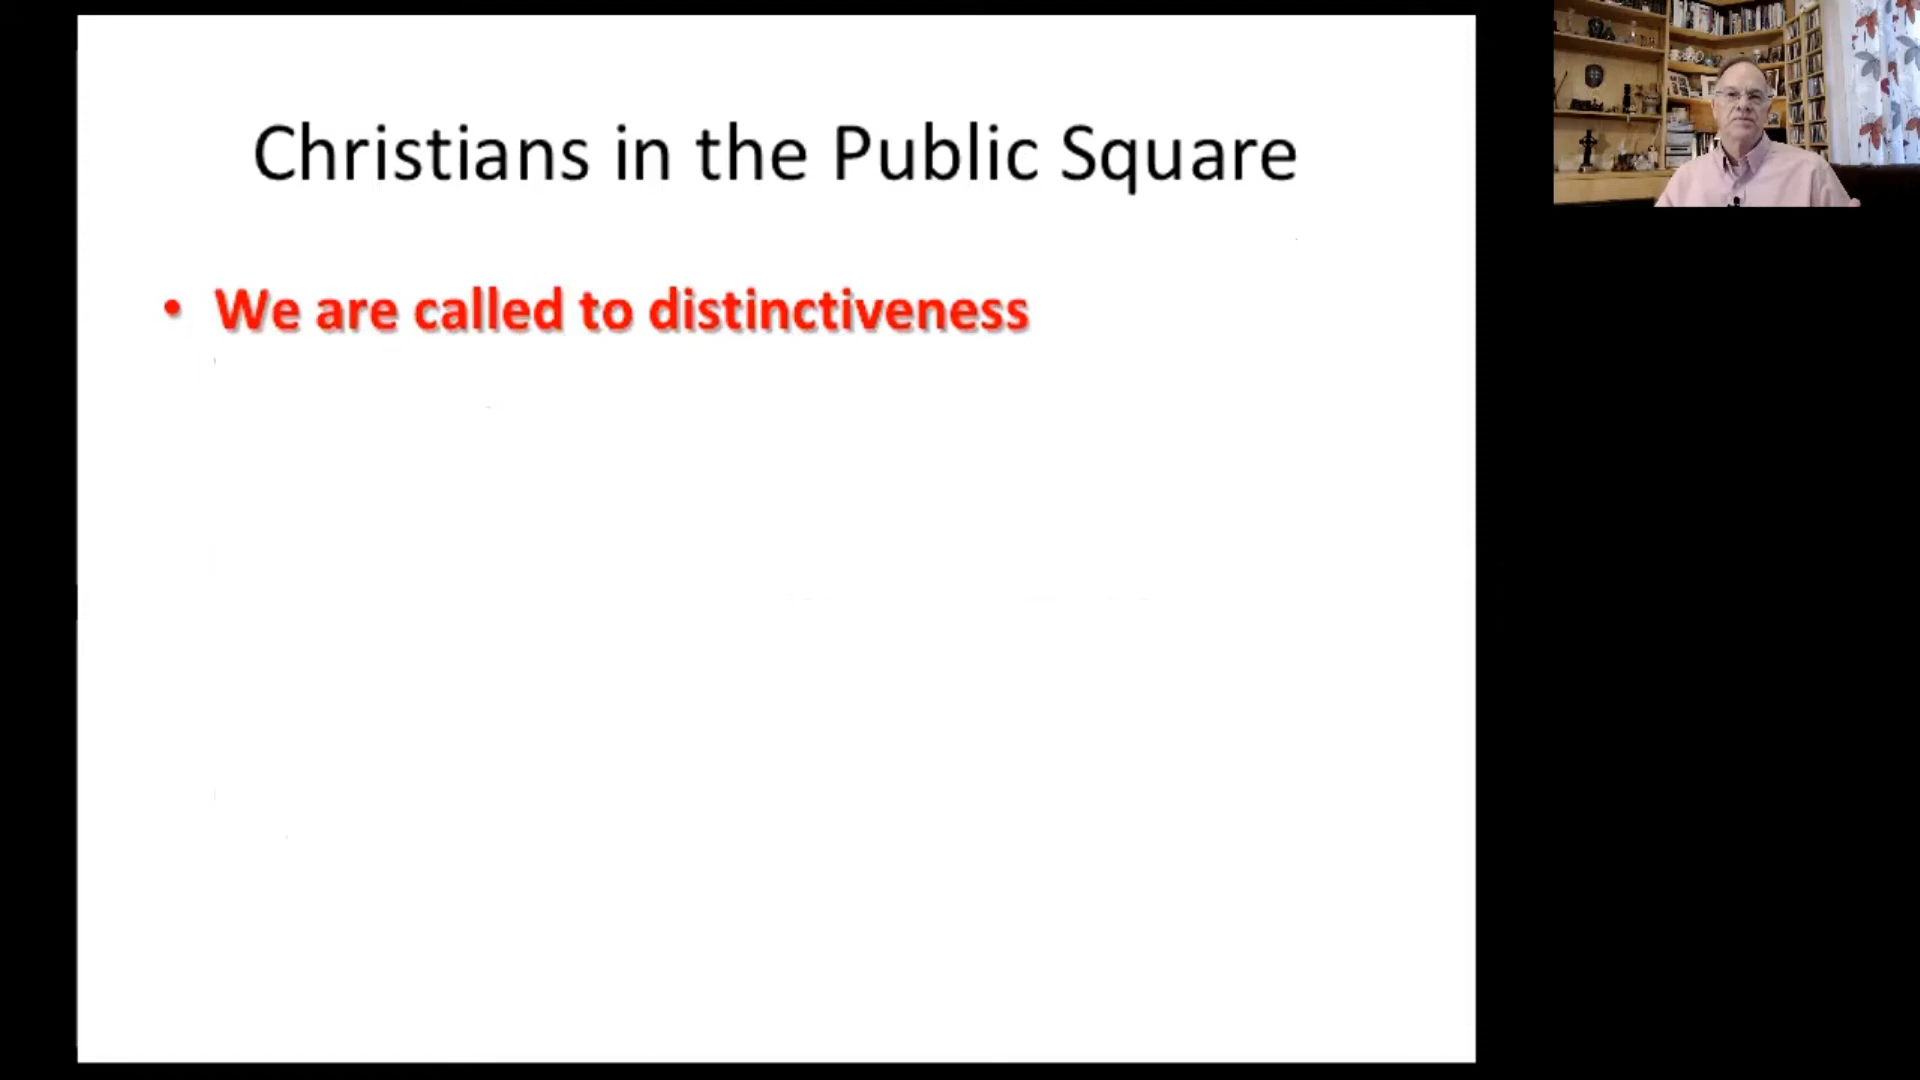 Christians in the Public Square
• We are called to distinctiveness